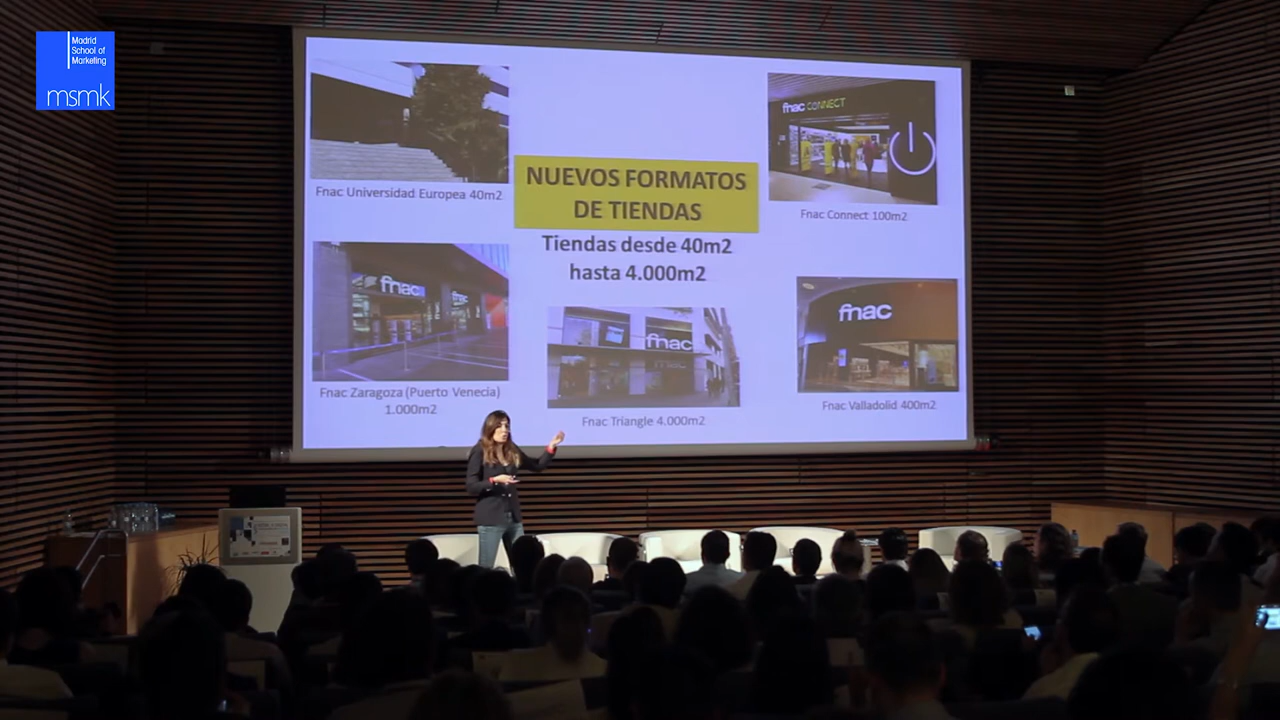 Madrid
School of
Marketing
msmk
fnac CONNECT
Fnac Universidad Europea 40m2
NUEVOS FORMATOS
DE TIENDAS
Fnac Connect 100m2
Tiendas desde 40m2
hasta 4.000m2
fnac
fnac
fnac
fnac
Fnac Zaragoza (Puerto Venecia)
1.000m2
Fnac Triangle 4.000m2
Fnac Valladolid 400m2